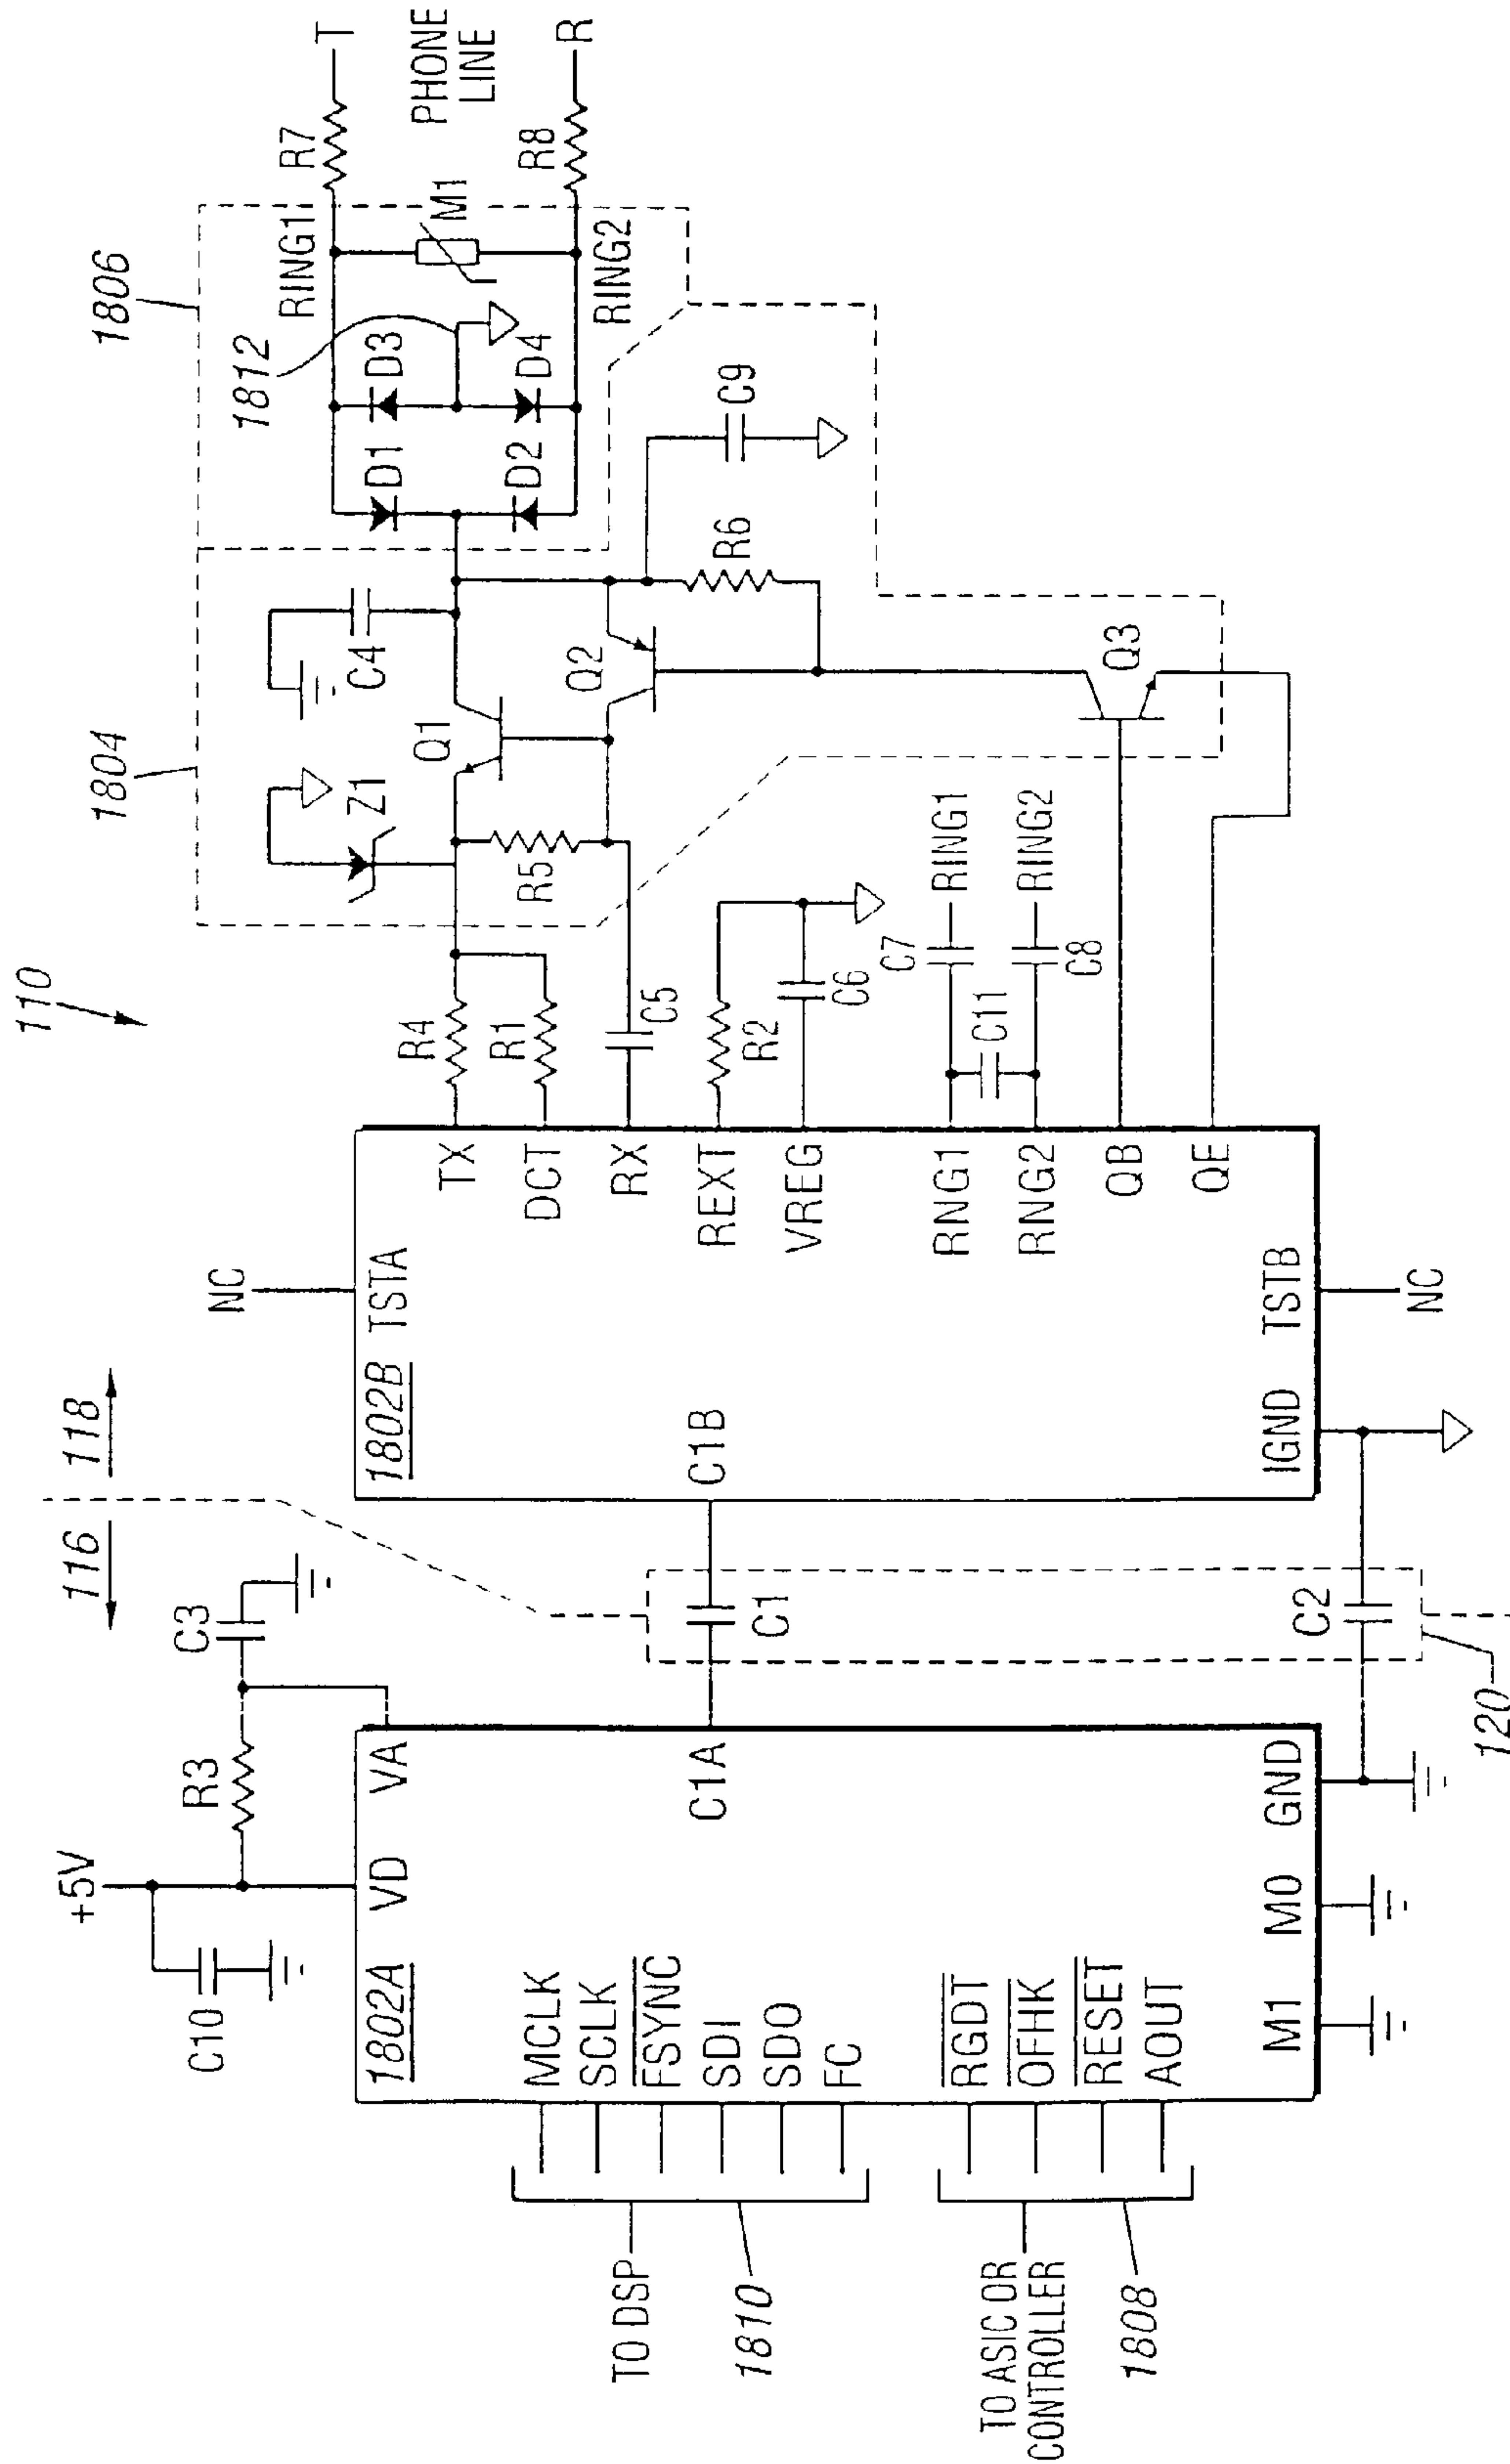 110
116
118
1804
1806
1812
+5V
C10
R3
C3
NC
1802A
VD
VA
MCLK
SCLK
FSYNC
SDI
SDO
FC
RGDT
OFHK
RESET
AOUT
M1
M0
GND
C1A
TO DSP
1810
TO ASIC OR
CONTROLLER
1808
C1
C2
120
1802B
TSTA
C1B
IGND
TSTB
NC
TX
DCT
RX
REXT
VREG
RNG1
RNG2
QB
QE
R4
R1
C5
R2
C6
C7
RING1
C11
C8
RING2
Z1
R5
Q1
C4
Q2
Q3
R6
C9
D1
D2
D3
D4
RING1
M1
RING2
R7
R8
T
PHONE
LINE
R